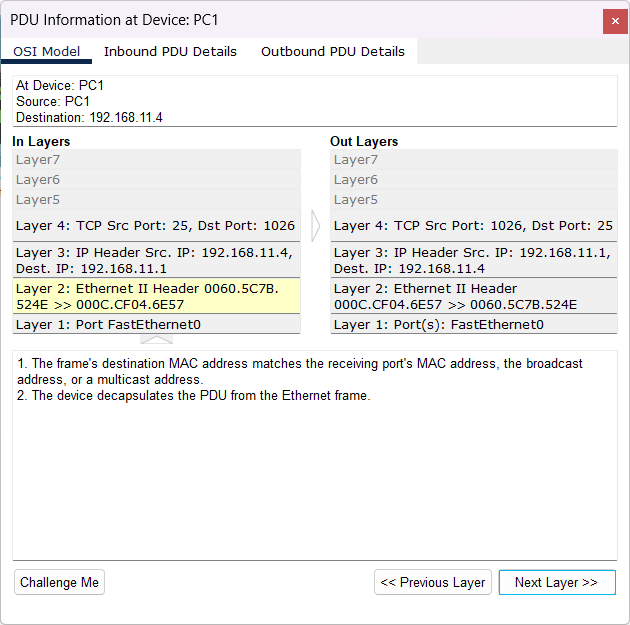 PDU Information at Device: PC1
OSI Model Inbound PDU Details Outbound PDU Details
At Device: PC1
Source: PC1
Destination: 192.168.11.4
In Layers
Layer7
Layer6
Layer5
Layer 4: TCP Src Port: 25, Dst Port: 1026
Layer 3: IP Header Src. IP: 192.168.11.4,
Dest. IP: 192.168.11.1
Layer 2: Ethernet II Header 0060.5C7B.
524E >> 000C.CF04.6E57
Layer 1: Port FastEthernet0
Out Layers
Layer7
Layer6
Layer5
Layer 4: TCP Src Port: 1026, Dst Port: 25
Layer 3: IP Header Src. IP: 192.168.11.1,
Dest. IP: 192.168.11.4
Layer 2: Ethernet II Header
000C.CF04.6E57 >> 0060.5C7B.524E
Layer 1: Port(s): FastEthernet0
1. The frame's destination MAC address matches the receiving port's MAC address, the broadcast
address, or a multicast address.
2. The device decapsulates the PDU from the Ethernet frame.
Challenge Me << Previous Layer Next Layer >>